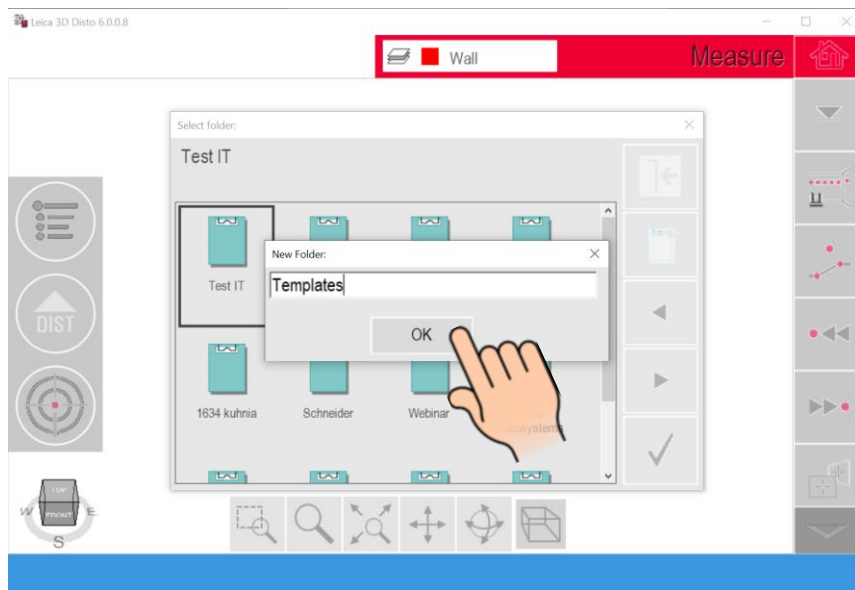 Leica 3D Disto 6.0.0.8
Wall
Measure
Select folder:
Test IT
New Folder:
Test IT
Templates
DIST
OK
1634 kuhnia
Schneider
Webinar
TOP
FRONT
W
E
S